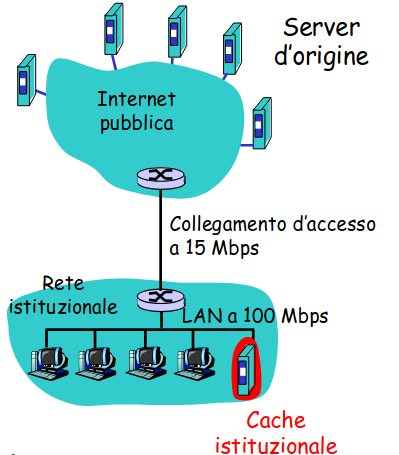 Server
d'origine
Internet
pubblica
Collegamento d'accesso
a 15 Mbps
Rete
istituzionale
LAN a 100 Mbps
Cache
istituzionale